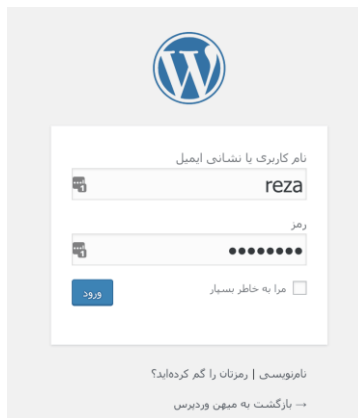 نام کاربری یا نشانی ایمیل
reza
رمز
●●●●●●●●
مرا به خاطر بسپار
ورود
نام‌نویسی | رمزتان را گم کرده‌اید؟
→ بازگشت به میهن وردپرس